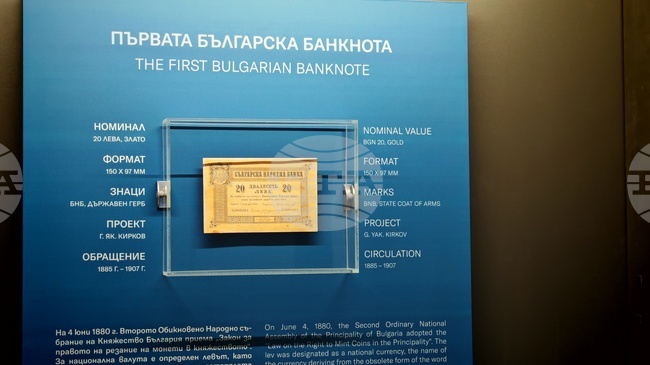 ПЪРВАТА БЪЛГАРСКА БАНКНОТА
THE FIRST BULGARIAN BANKNOTE
НОМИНАЛ
20 ЛЕВА, ЗЛАТО
ФОРМАТ
150 X 97 ММ
ЗНАЦИ
БНБ, ДЪРЖАВЕН ГЕРБ
ПРОЕКТ
Г. ЯК. КИРКОВ
ОБРАЩЕНИЕ
1885 Г. – 1907 Г.
БЪЛГАРСКА НАРОДНА БАНКА
20 ДВАДЕСЕТЬ 20
ЛЕВА
NOMINAL VALUE
BGN 20, GOLD
FORMAT
150 X 97 MM
MARKS
BNB, STATE COAT OF ARMS
PROJECT
G. YAK. KIRKOV
CIRCULATION
1885 – 1907
На 4 юни 1880 г. Второто Обикновено Народно съ-
брание на Княжество България приема „Закон за
правото на резание на монети в княжеството“.
За национална валута е определен левът, като
On June 4, 1880, the Second Ordinary National
Assembly of the Principality of Bulgaria adopted the
"Law on the Right to Mint Coins in the Principality". The
lev was designated as a national currency, the name of
the currency deriving from the obsolete form of the word